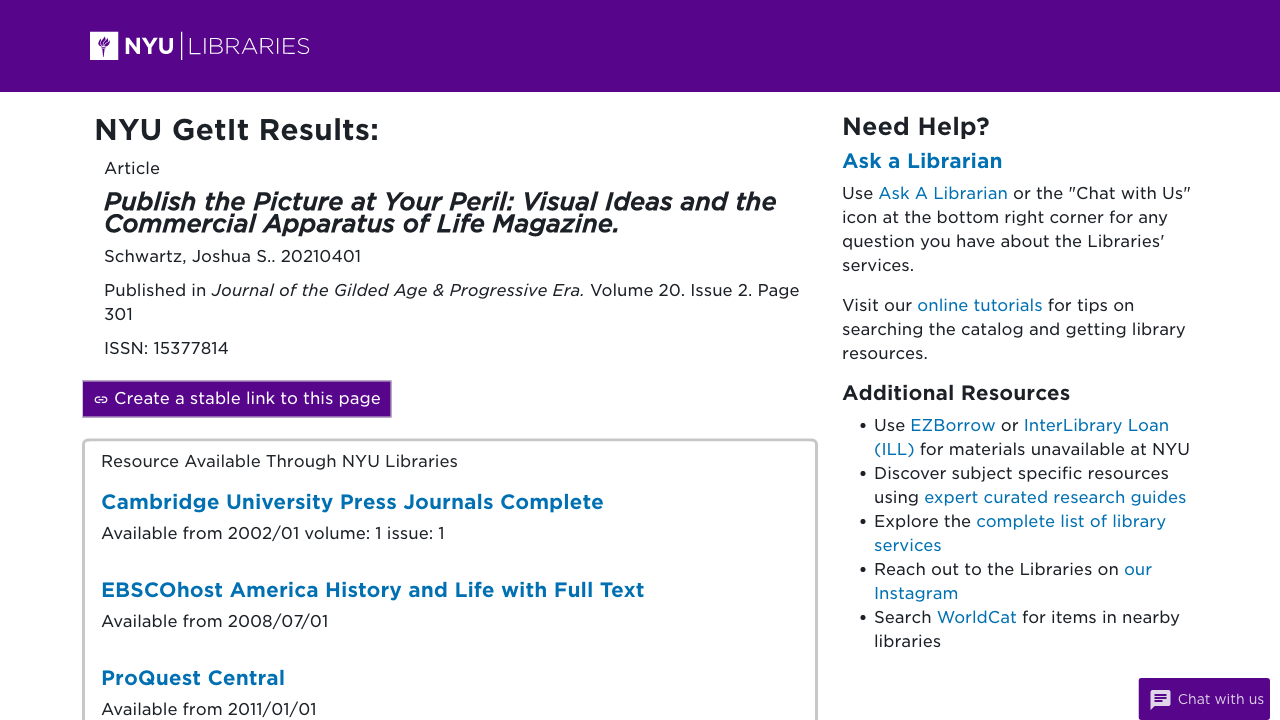 NYU LIBRARIES
NYU GetIt Results:
Article
Publish the Picture at Your Peril: Visual Ideas and the
Commercial Apparatus of Life Magazine.
Schwartz, Joshua S.. 20210401
Published in Journal of the Gilded Age & Progressive Era. Volume 20. Issue 2. Page
301
ISSN: 15377814
Create a stable link to this page
Resource Available Through NYU Libraries
Cambridge University Press Journals Complete
Available from 2002/01 volume: 1 issue: 1
EBSCOhost America History and Life with Full Text
Available from 2008/07/01
ProQuest Central
Available from 2011/01/01
Need Help?
Ask a Librarian
Use Ask A Librarian or the "Chat with Us"
icon at the bottom right corner for any
question you have about the Libraries'
services.
Visit our online tutorials for tips on
searching the catalog and getting library
resources.
Additional Resources
• Use EZBorrow or InterLibrary Loan
(ILL) for materials unavailable at NYU
• Discover subject specific resources
using expert curated research guides
• Explore the complete list of library
services
• Reach out to the Libraries on our
Instagram
• Search WorldCat for items in nearby
libraries
Chat with us